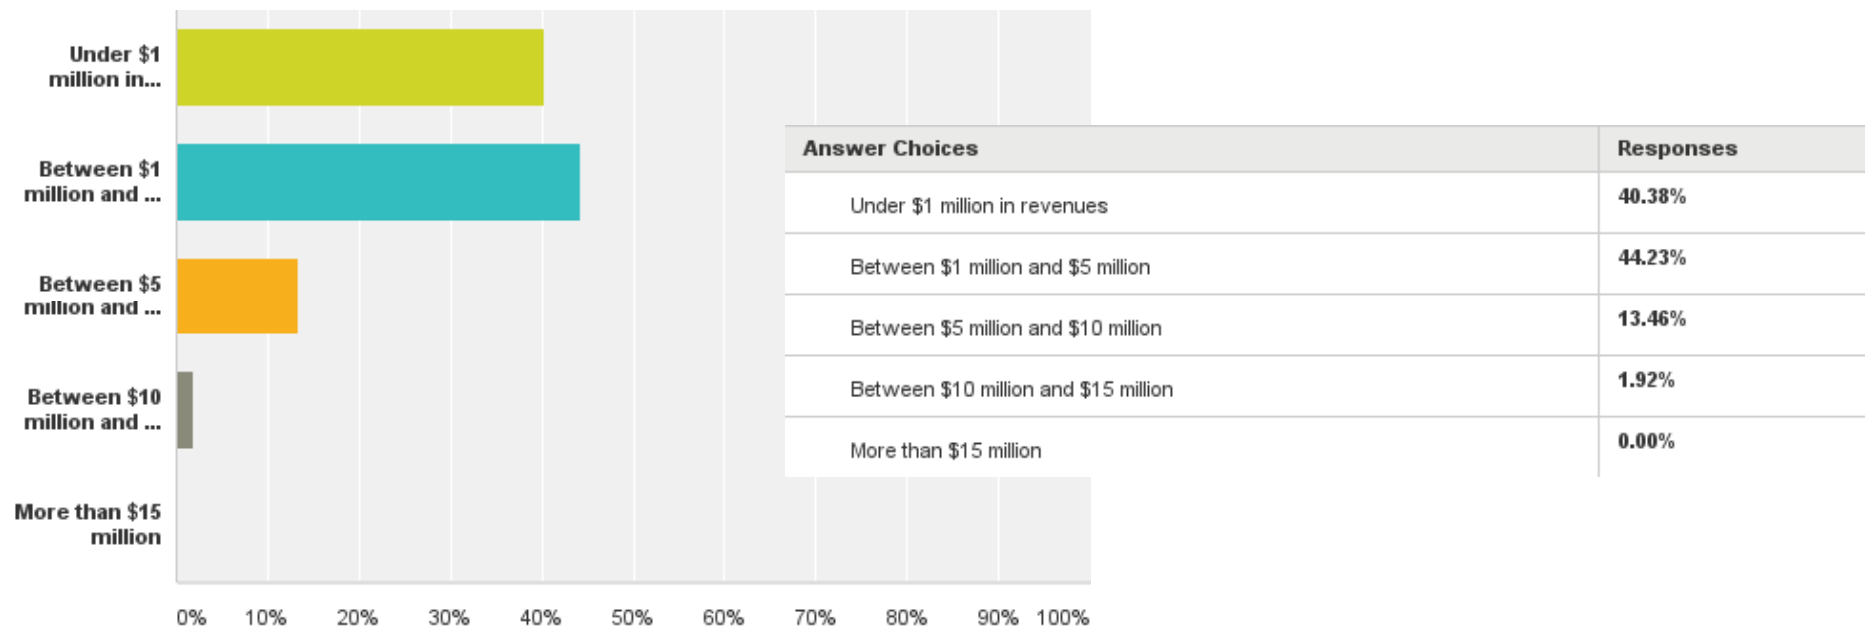 Under $1
million in...
Between $1
million and ...
Between $5
million and ...
Between $10
million and ...
More than $15
million
0% 10% 20% 30% 40% 50% 60% 70% 80% 90% 100%
Answer Choices Responses
Under $1 million in revenues 40.38%
Between $1 million and $5 million 44.23%
Between $5 million and $10 million 13.46%
Between $10 million and $15 million 1.92%
More than $15 million 0.00%